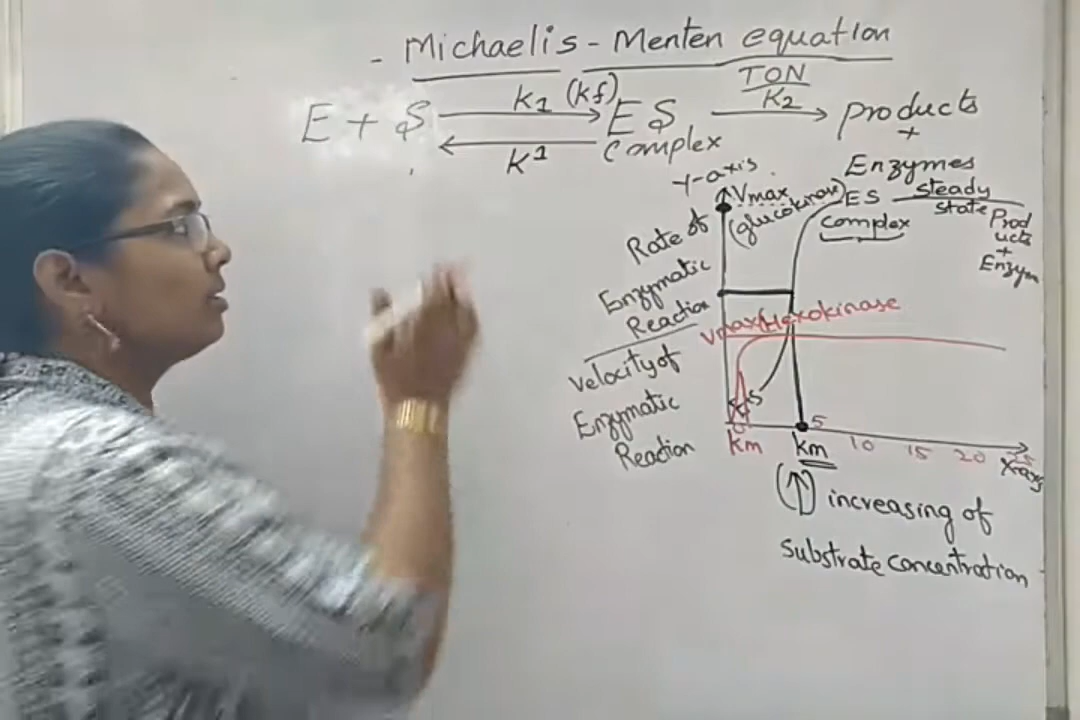 - Michaelis - Menten equation
E + S K1 (Kf) ES TON K2 products
K1 complex +
Enzymes
Y-axis
Vmax (glucokinase)
ES steady state Products + Enzym
complex
Rate of
Enzymatic
Reaction
Vmax(Hexokinase
Velocity of
Enzymatic
Reaction
Km Km 5 10 15 20
X-axis
(↑) increasing of
substrate concentration